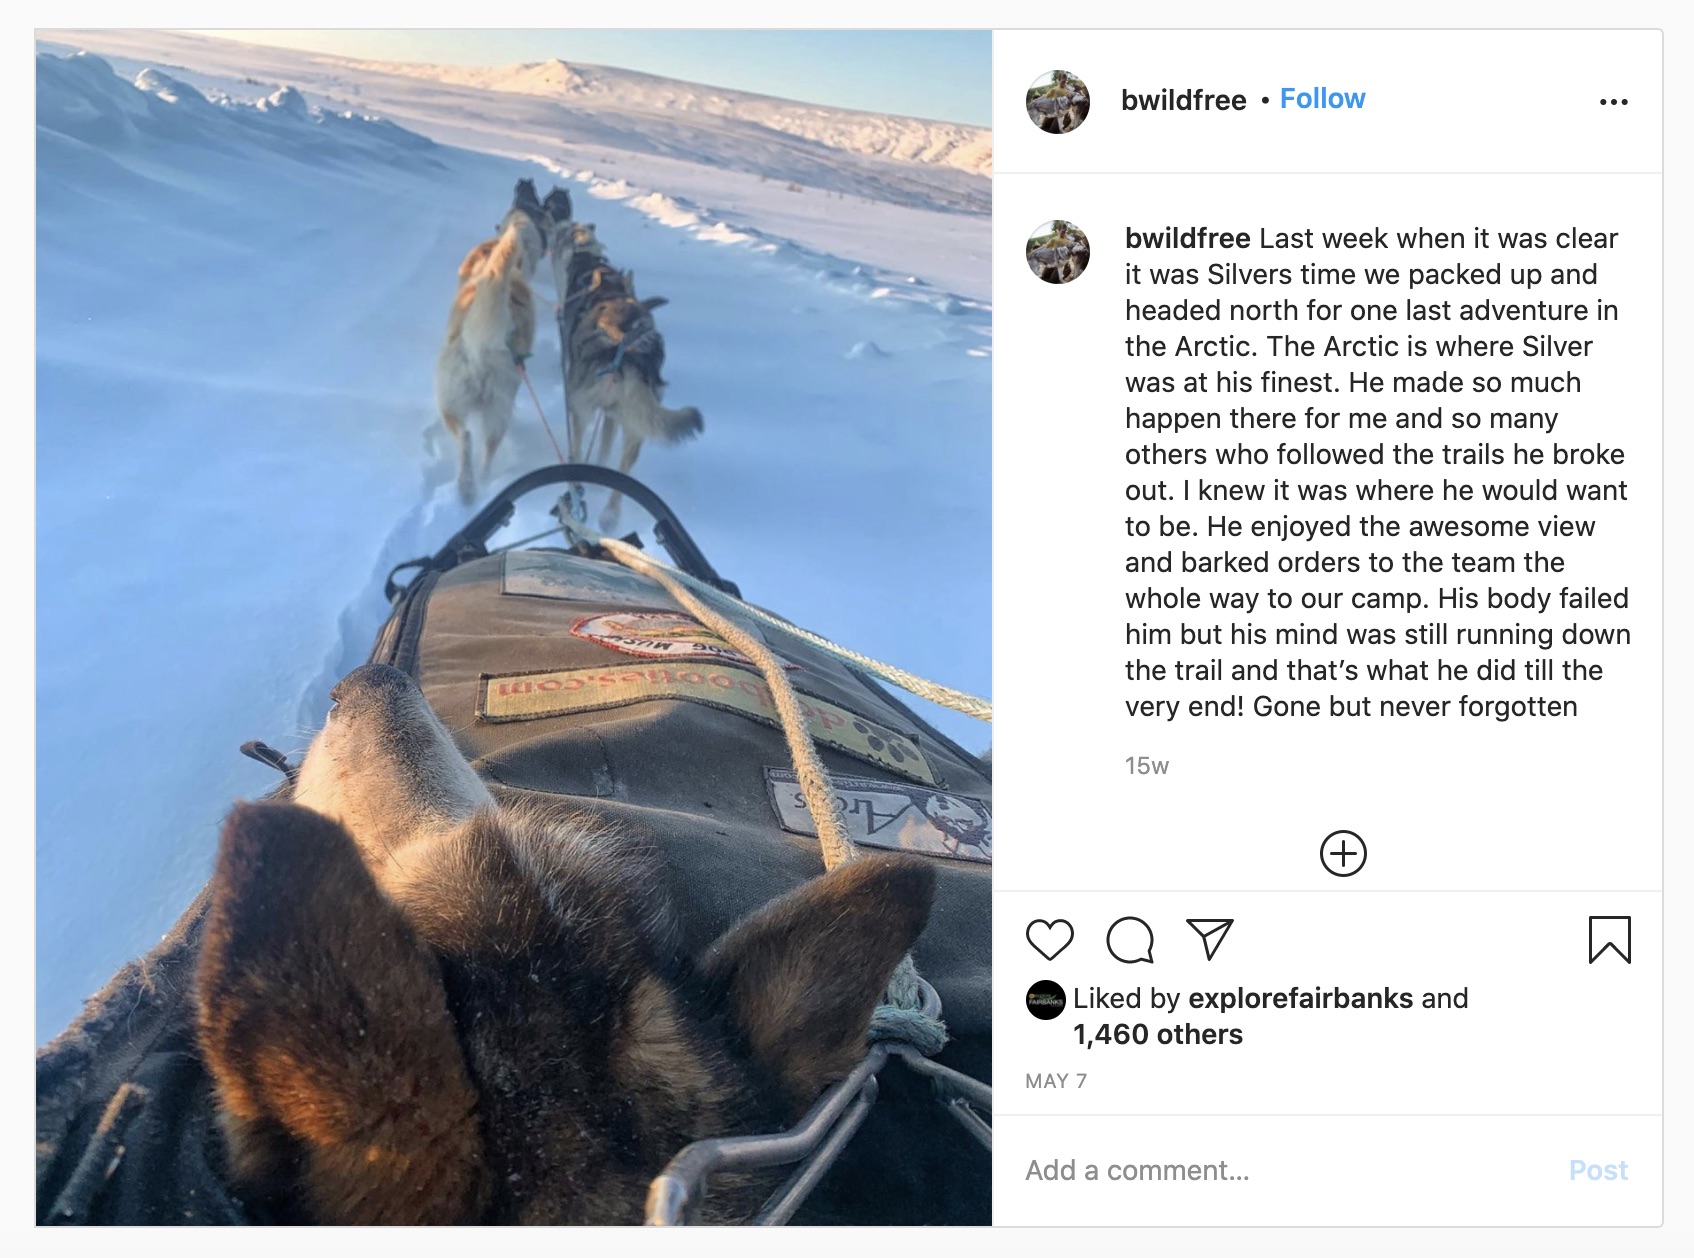 bwildfree • Follow
bwildfree Last week when it was clear
it was Silvers time we packed up and
headed north for one last adventure in
the Arctic. The Arctic is where Silver
was at his finest. He made so much
happen there for me and so many
others who followed the trails he broke
out. I knew it was where he would want
to be. He enjoyed the awesome view
and barked orders to the team the
whole way to our camp. His body failed
him but his mind was still running down
the trail and that’s what he did till the
very end! Gone but never forgotten
15w
Liked by explorefairbanks and
1,460 others
MAY 7
Add a comment...
Post
DOG MUSH
dogbooties.com